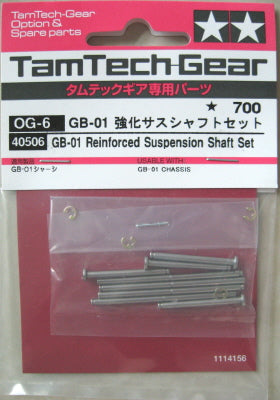 TamTech-Gear
Option &
Spare parts
TamTech-Gear
タムテックギア専用パーツ
★ 700
OG-6 GB-01 強化サスシャフトセット
40506 GB-01 Reinforced Suspension Shaft Set
適用製品 USABLE WITH:
GB-01シャーシ GB-01 CHASSIS
1114156